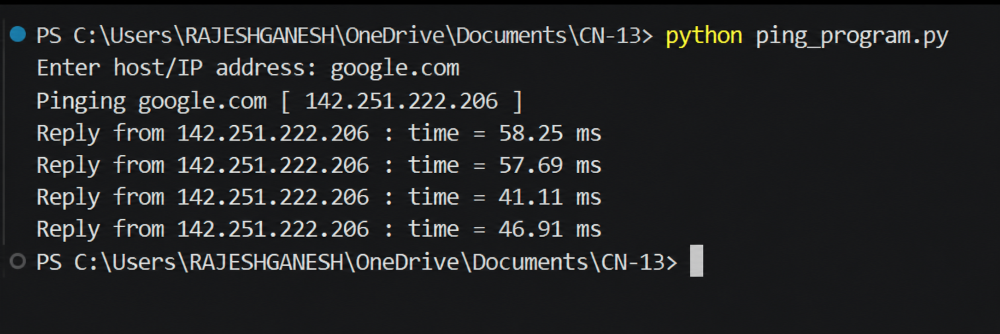 PS C:\Users\RAJESHGANESH\OneDrive\Documents\CN-13> python ping_program.py
Enter host/IP address: google.com
Pinging google.com [ 142.251.222.206 ]
Reply from 142.251.222.206 : time = 58.25 ms
Reply from 142.251.222.206 : time = 57.69 ms
Reply from 142.251.222.206 : time = 41.11 ms
Reply from 142.251.222.206 : time = 46.91 ms
PS C:\Users\RAJESHGANESH\OneDrive\Documents\CN-13>